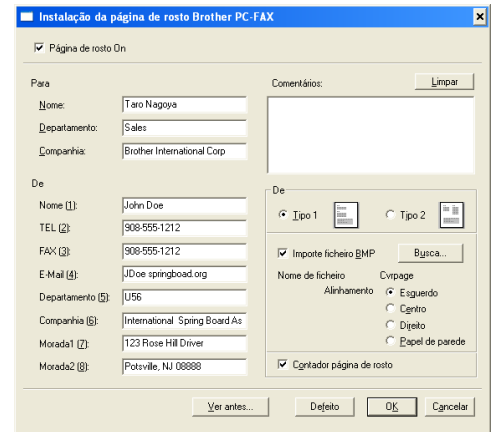 Instalação da página de rosto Brother PC-FAX
Página de rosto On
Para
Nome: Taro Nagoya
Departamento: Sales
Companhia: Brother International Corp
Comentários: Limpar
De
Nome (1): John Doe
TEL (2): 908-555-1212
FAX (3): 908-555-1212
E-Mail (4): JDoe springboad.org
Departamento (5): U56
Companhia (6): International Spring Board As
Morada1 (7): 123 Rose Hill Driver
Morada2 (8): Potsville, NJ 08888
De
Tipo 1 Tipo 2
Importe ficheiro BMP Busca...
Nome de ficheiro Cvrpage
Alinhamento Esguerdo
Centro
Direito
Papel de parede
Contador página de rosto
Ver antes... Defeito OK Cancelar